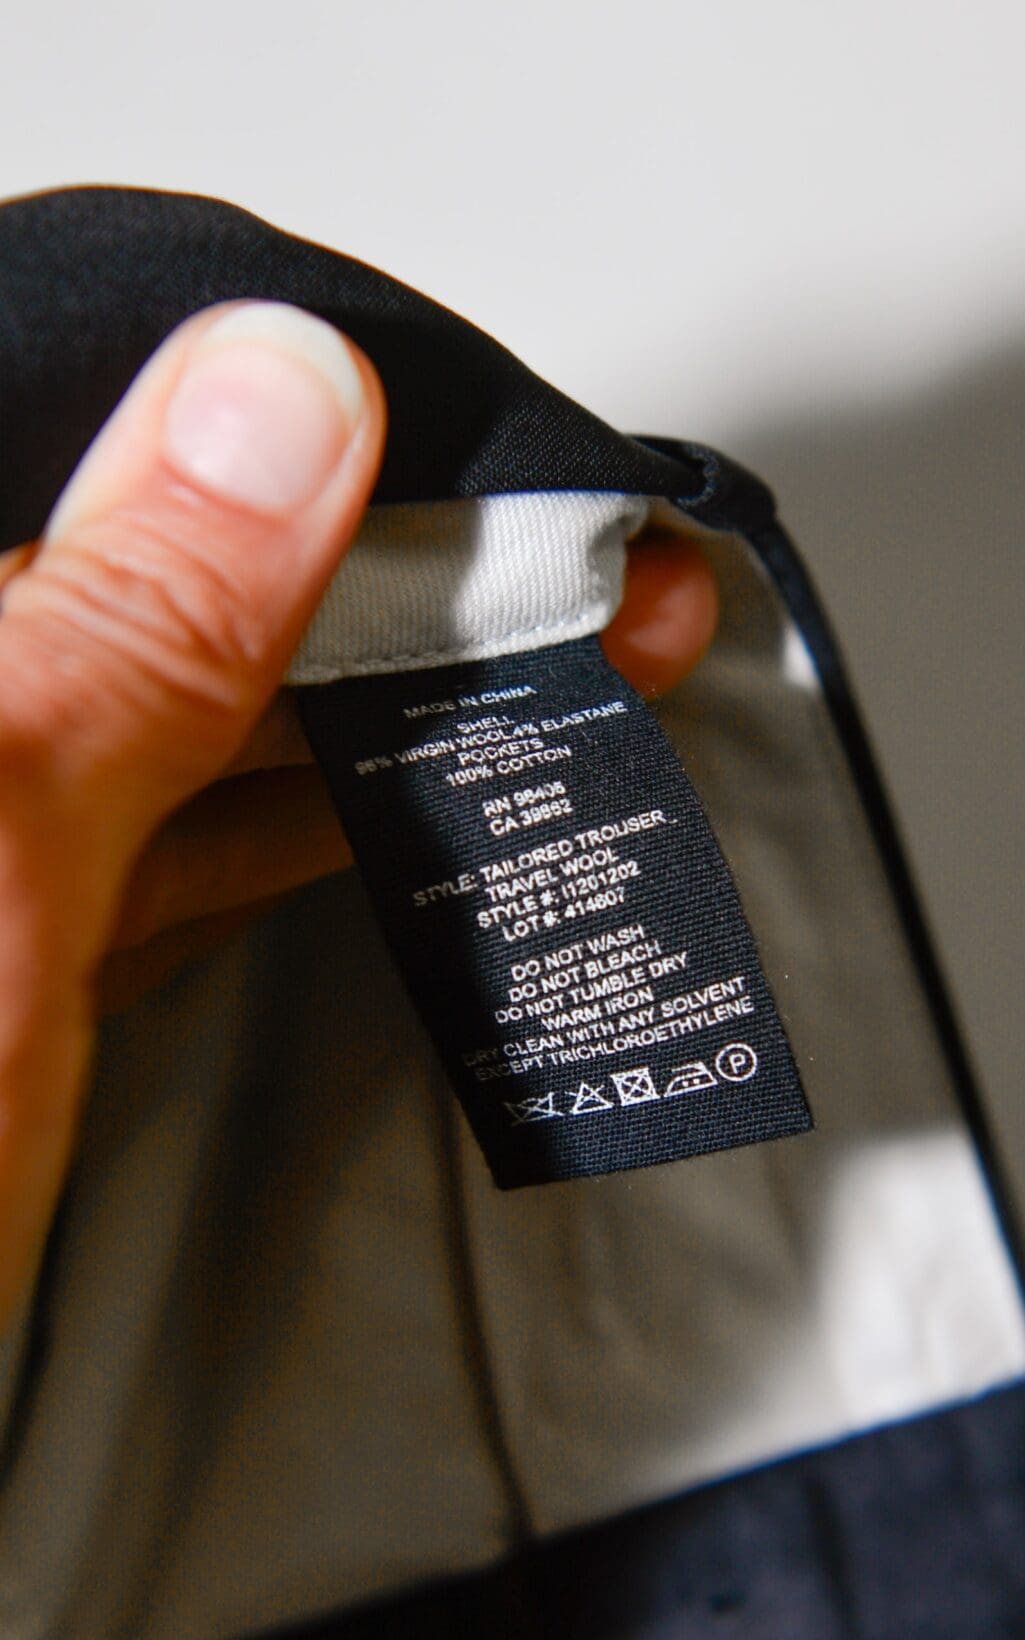 MADE IN CHINA
SHELL
96% VIRGIN WOOL 4% ELASTANE
POCKETS
100% COTTON
RN 98405
CA 39862
STYLE: TAILORED TROUSER_
TRAVEL WOOL
STYLE #: I1201202
LOT #: 414607
DO NOT WASH
DO NOT BLEACH
DO NOT TUMBLE DRY
WARM IRON
DRY CLEAN WITH ANY SOLVENT
EXCEPT TRICHLOROETHYLENE
P